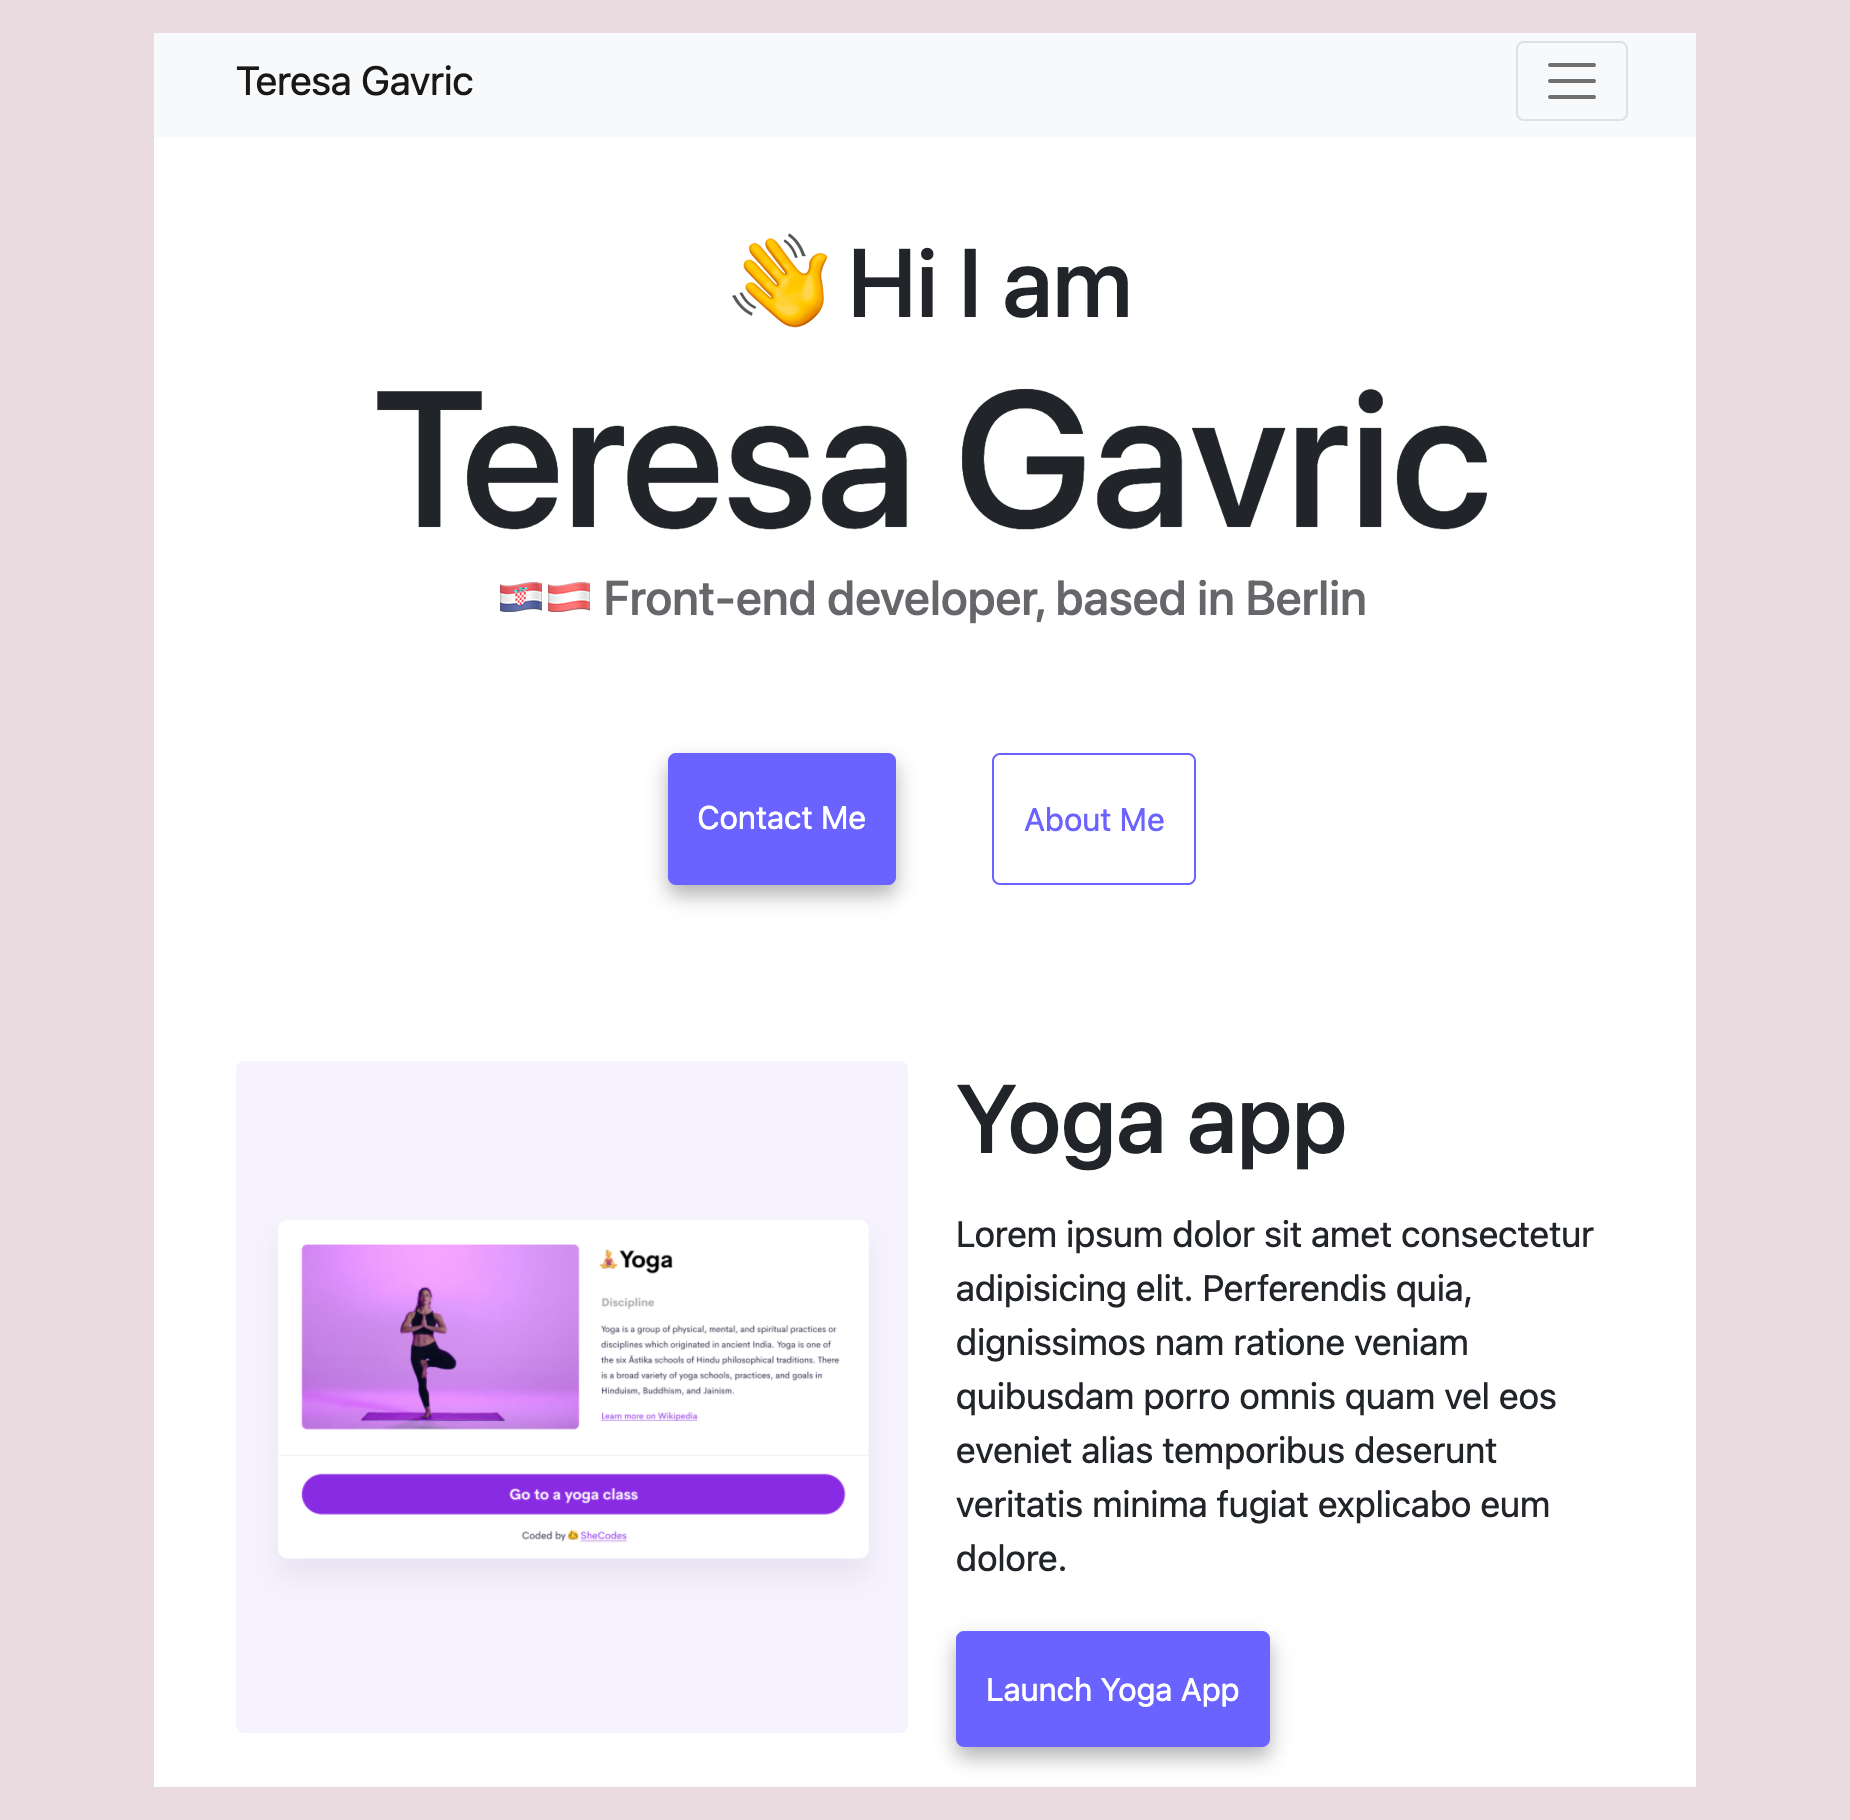 Teresa Gavric
👋 Hi I am
Teresa Gavric
🇭🇷🇦🇹 Front-end developer, based in Berlin
Contact Me
About Me
🧘Yoga
Discipline
Yoga is a group of physical, mental, and spiritual practices or
disciplines which originated in ancient India. Yoga is one of
the six Āstika schools of Hindu philosophical traditions. There
is a broad variety of yoga schools, practices, and goals in
Hinduism, Buddhism, and Jainism.
Learn more on Wikipedia
Go to a yoga class
Coded by SheCodes
Yoga app
Lorem ipsum dolor sit amet consectetur
adipisicing elit. Perferendis quia,
dignissimos nam ratione veniam
quibusdam porro omnis quam vel eos
eveniet alias temporibus deserunt
veritatis minima fugiat explicabo eum
dolore.
Launch Yoga App